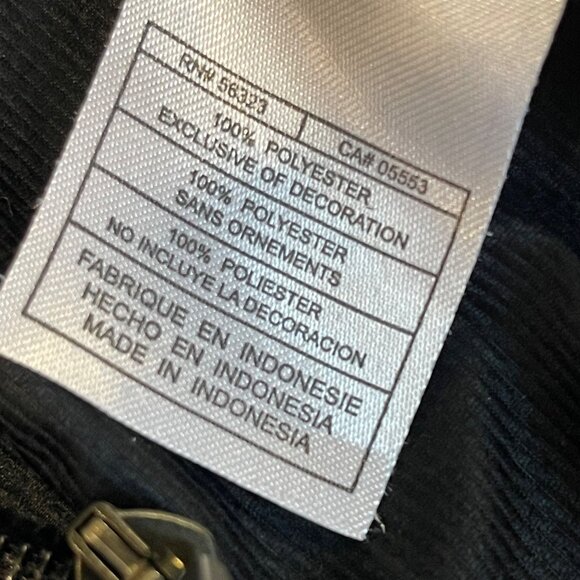 RN# 56323 CA# 05553
100% POLYESTER
EXCLUSIVE OF DECORATION
100% POLYESTER
SANS ORNEMENTS
100% POLIESTER
NO INCLUYE LA DECORACION
FABRIQUE EN INDONESIE
HECHO EN INDONESIA
MADE IN INDONESIA